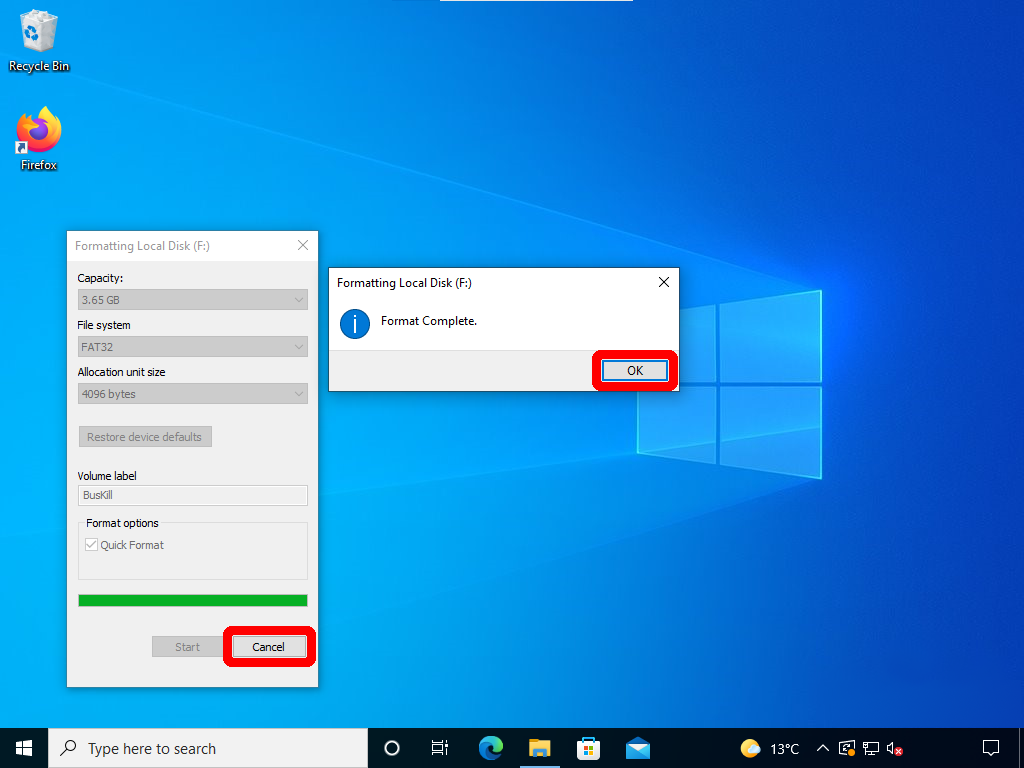 Recycle Bin
Firefox
Formatting Local Disk (F:)
Capacity:
3.65 GB
File system
FAT32
Allocation unit size
4096 bytes
Restore device defaults
Volume label
BusKill
Format options
Quick Format
Start
Cancel
Formatting Local Disk (F:)
Format Complete.
OK
Type here to search
13°C